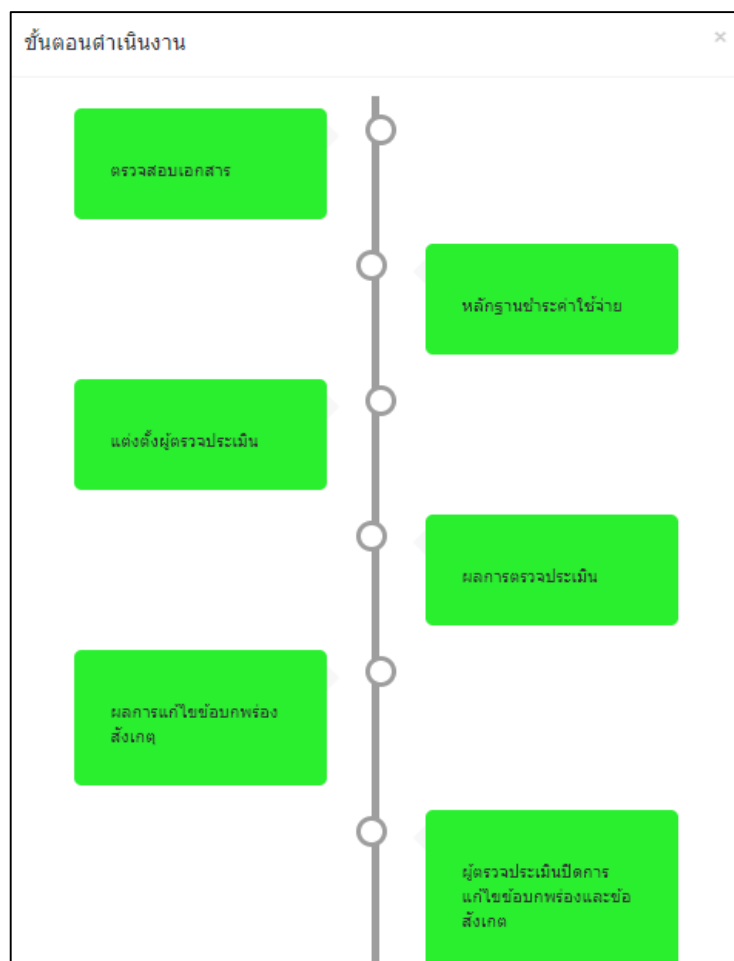 ขั้นตอนดำเนินงาน
×
ตรวจสอบเอกสาร
หลักฐานชำระค่าใช้จ่าย
แต่งตั้งผู้ตรวจประเมิน
ผลการตรวจประเมิน
ผลการแก้ไขข้อบกพร่อง
สังเกตุ
ผู้ตรวจประเมินปิดการ
แก้ไขข้อบกพร่องและข้อ
สังเกต